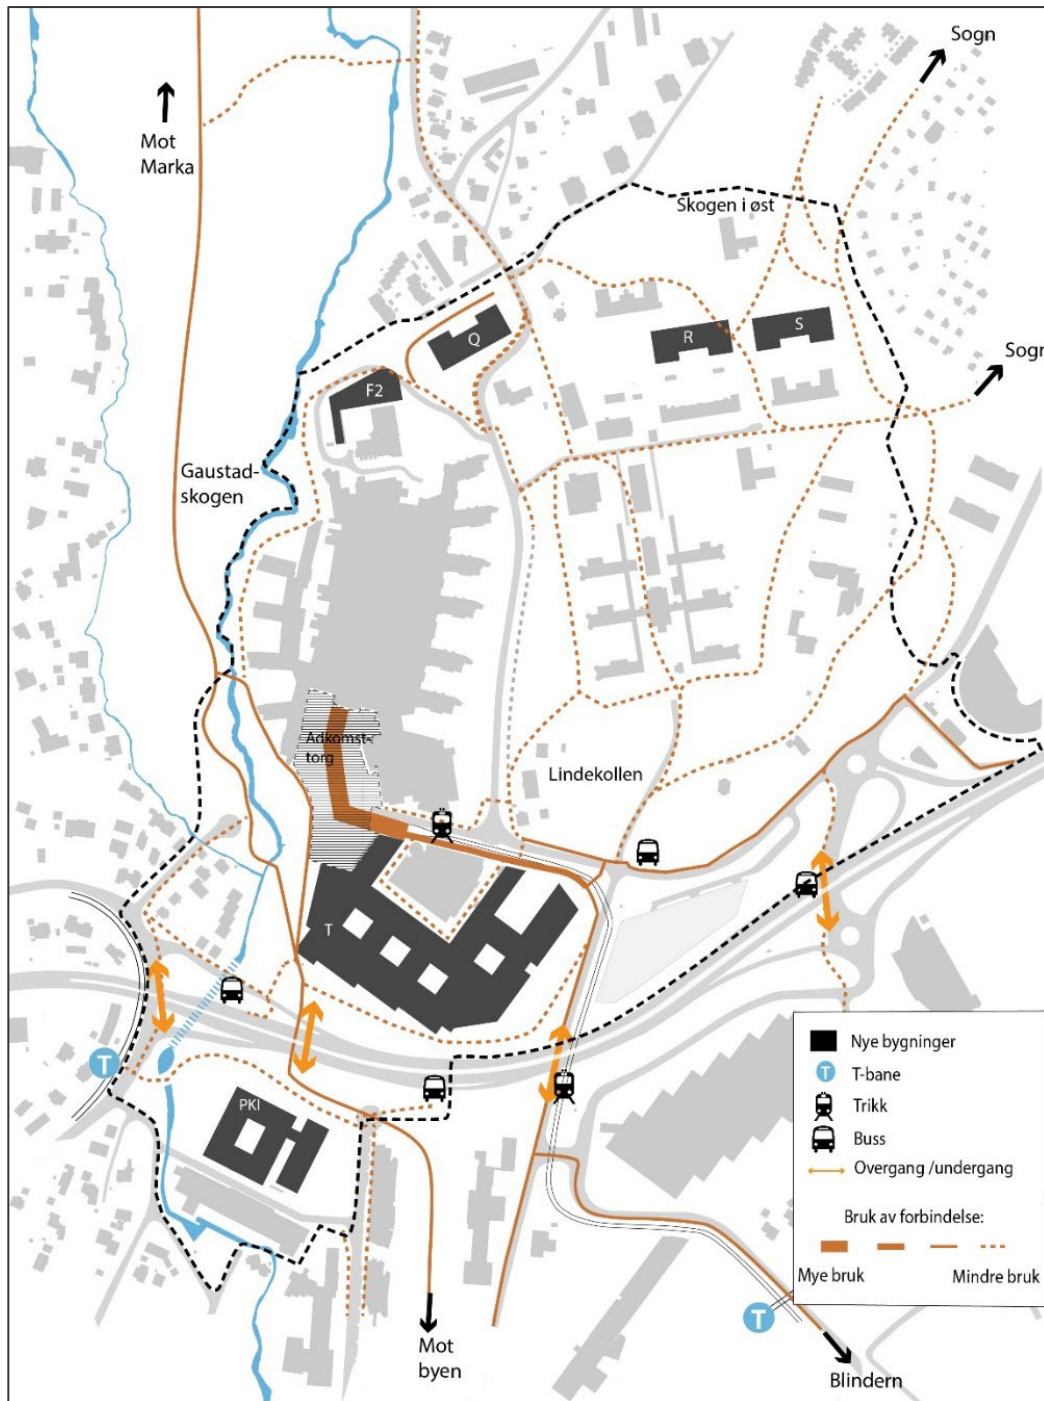 Sogn
Mot
Marka
Skogen i øst
Q
R
S
Sogn
F2
Gaustad-
skogen
Adkomst-
torg
Lindekollen
T
T
PKI
Nye bygninger
T
T-bane
Trikk
Buss
Overgang /undergang
Bruk av forbindelse:
Mye bruk
Mindre bruk
T
Mot
byen
Blindern